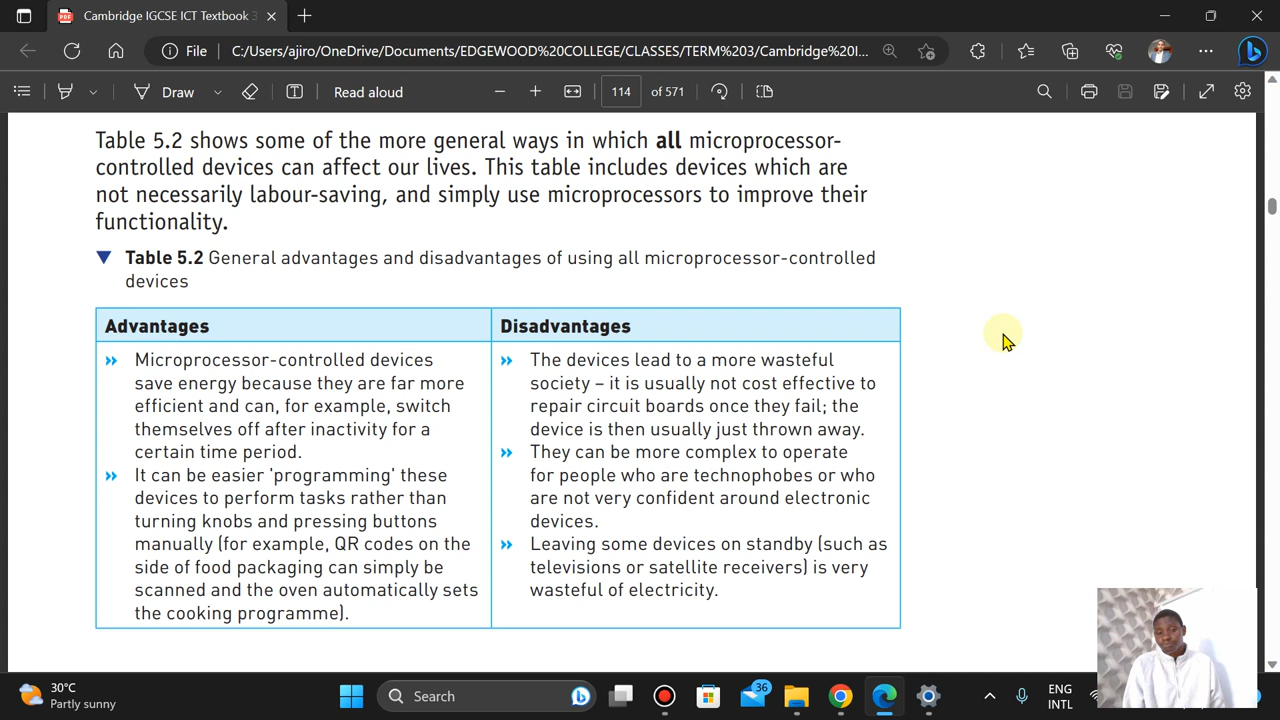 Cambridge IGCSE ICT Textbook 3
File
C:/Users/ajiro/OneDrive/Documents/EDGEWOOD%20COLLEGE/CLASSES/TERM%203/Cambridge%20I...
Draw
Read aloud
114 of 571
Table 5.2 shows some of the more general ways in which all microprocessor-
controlled devices can affect our lives. This table includes devices which are
not necessarily labour-saving, and simply use microprocessors to improve their
functionality.
▼ Table 5.2 General advantages and disadvantages of using all microprocessor-controlled
devices
Advantages
» Microprocessor-controlled devices
save energy because they are far more
efficient and can, for example, switch
themselves off after inactivity for a
certain time period.
» It can be easier 'programming' these
devices to perform tasks rather than
turning knobs and pressing buttons
manually (for example, QR codes on the
side of food packaging can simply be
scanned and the oven automatically sets
the cooking programme).
Disadvantages
» The devices lead to a more wasteful
society – it is usually not cost effective to
repair circuit boards once they fail; the
device is then usually just thrown away.
» They can be more complex to operate
for people who are technophobes or who
are not very confident around electronic
devices.
» Leaving some devices on standby (such as
televisions or satellite receivers) is very
wasteful of electricity.
30°C
Partly sunny
Search
36
ENG
INTL